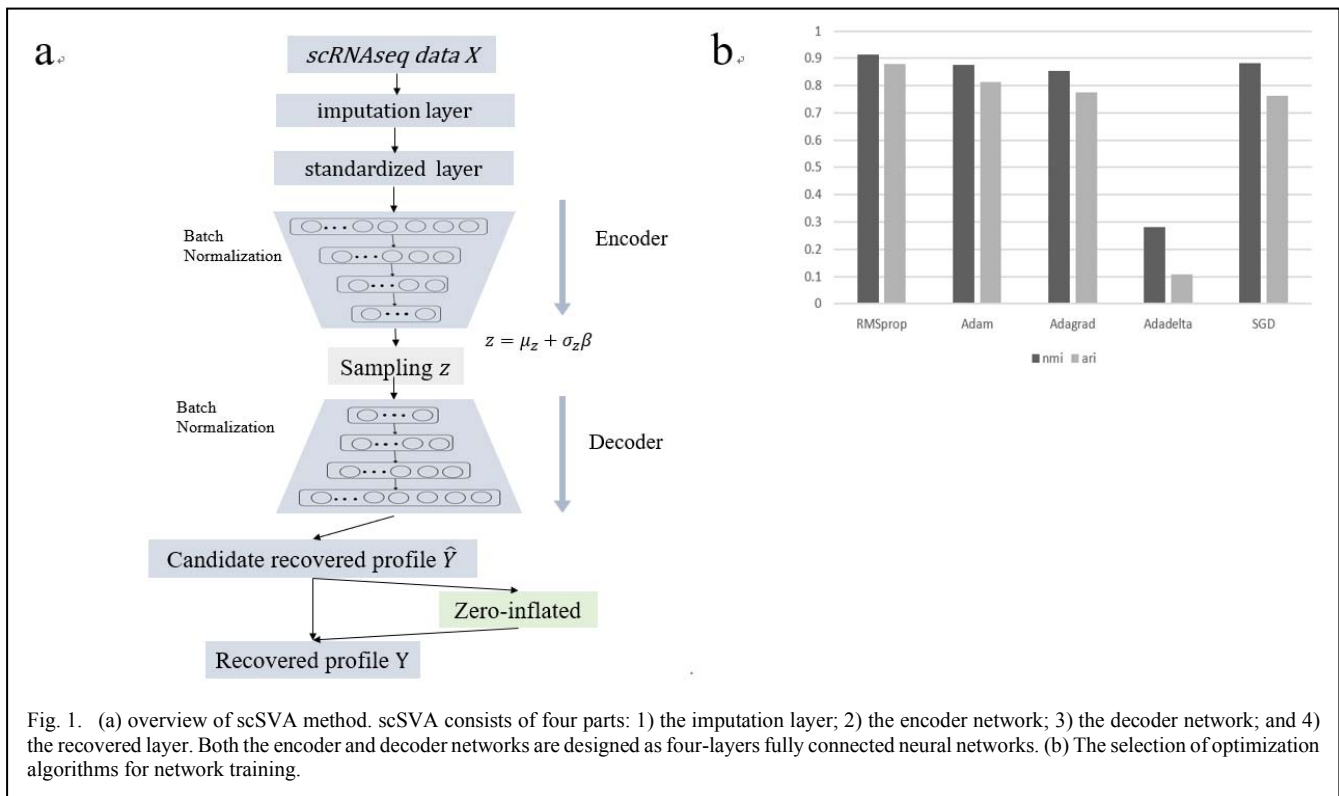 a
scRNAseq data X
imputation layer
standardized layer
Batch
Normalization
Encoder
z = μ_z + σ_zβ
Sampling z
Batch
Normalization
Decoder
Candidate recovered profile Ŷ
Zero-inflated
Recovered profile Y
b
1
0.9
0.8
0.7
0.6
0.5
0.4
0.3
0.2
0.1
0
RMSprop Adam Adagrad Adadelta SGD
nmi ari
Fig. 1. (a) overview of scSVA method. scSVA consists of four parts: 1) the imputation layer; 2) the encoder network; 3) the decoder network; and 4)
the recovered layer. Both the encoder and decoder networks are designed as four-layers fully connected neural networks. (b) The selection of optimization
algorithms for network training.